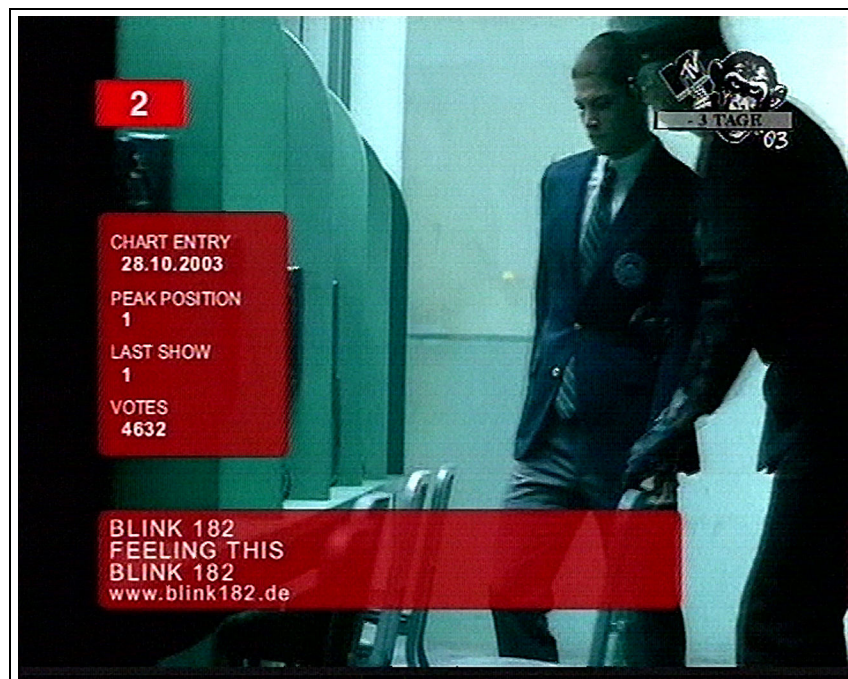 2
MTV
- 3 TAGE
03
CHART ENTRY
28.10.2003
PEAK POSITION
1
LAST SHOW
1
VOTES
4632
BLINK 182
FEELING THIS
BLINK 182
www.blink182.de